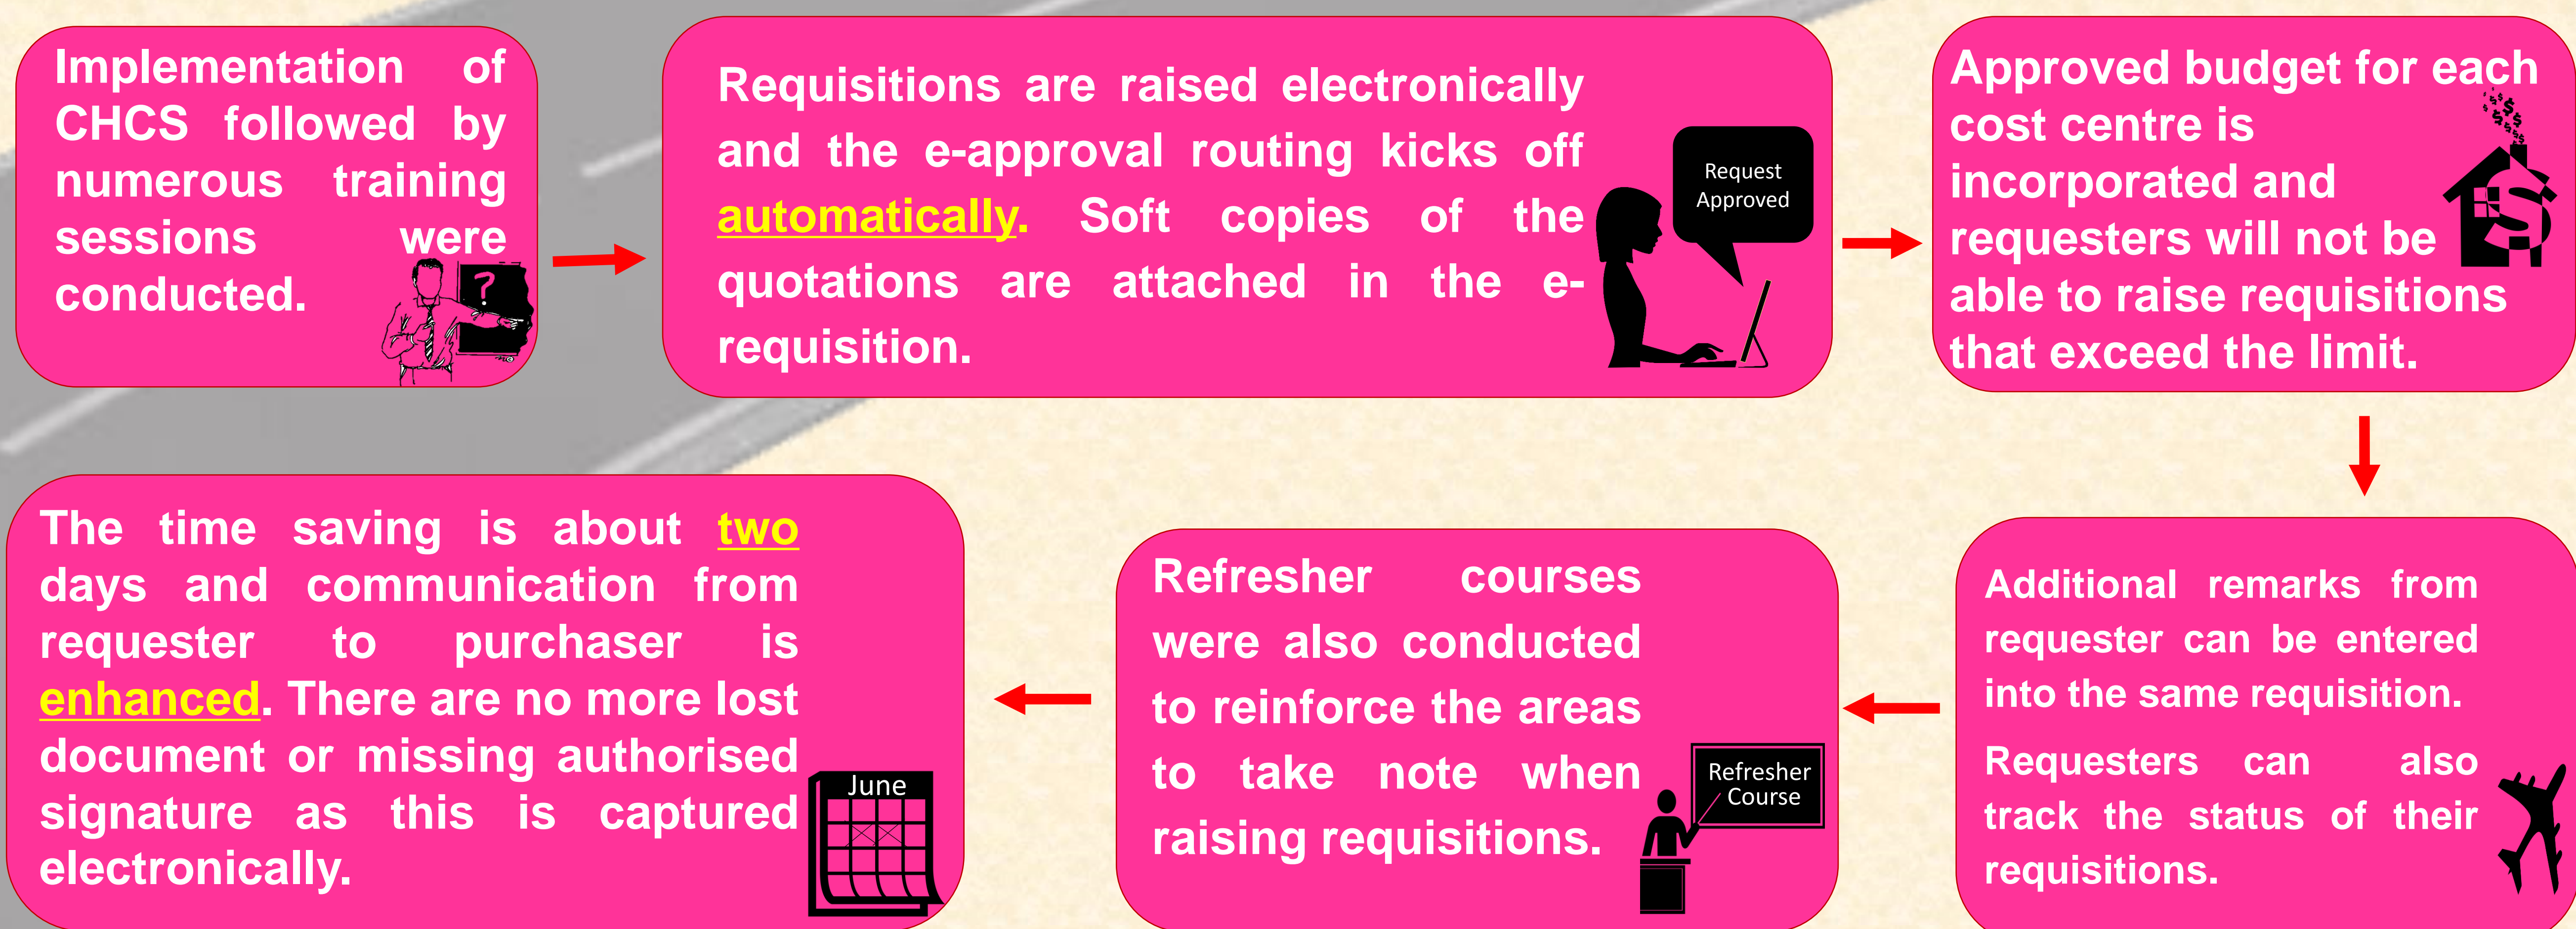 Implementation of
CHCS followed by
numerous training
sessions were
conducted.
Requisitions are raised electronically
and the e-approval routing kicks off
automatically. Soft copies of the
quotations are attached in the e-
requisition.
Request
Approved
Approved budget for each
cost centre is
incorporated and
requesters will not be
able to raise requisitions
that exceed the limit.
Additional remarks from
requester can be entered
into the same requisition.
Requesters can also
track the status of their
requisitions.
Refresher courses
were also conducted
to reinforce the areas
to take note when
raising requisitions.
Refresher
Course
The time saving is about two
days and communication from
requester to purchaser is
enhanced. There are no more lost
document or missing authorised
signature as this is captured
electronically.
June